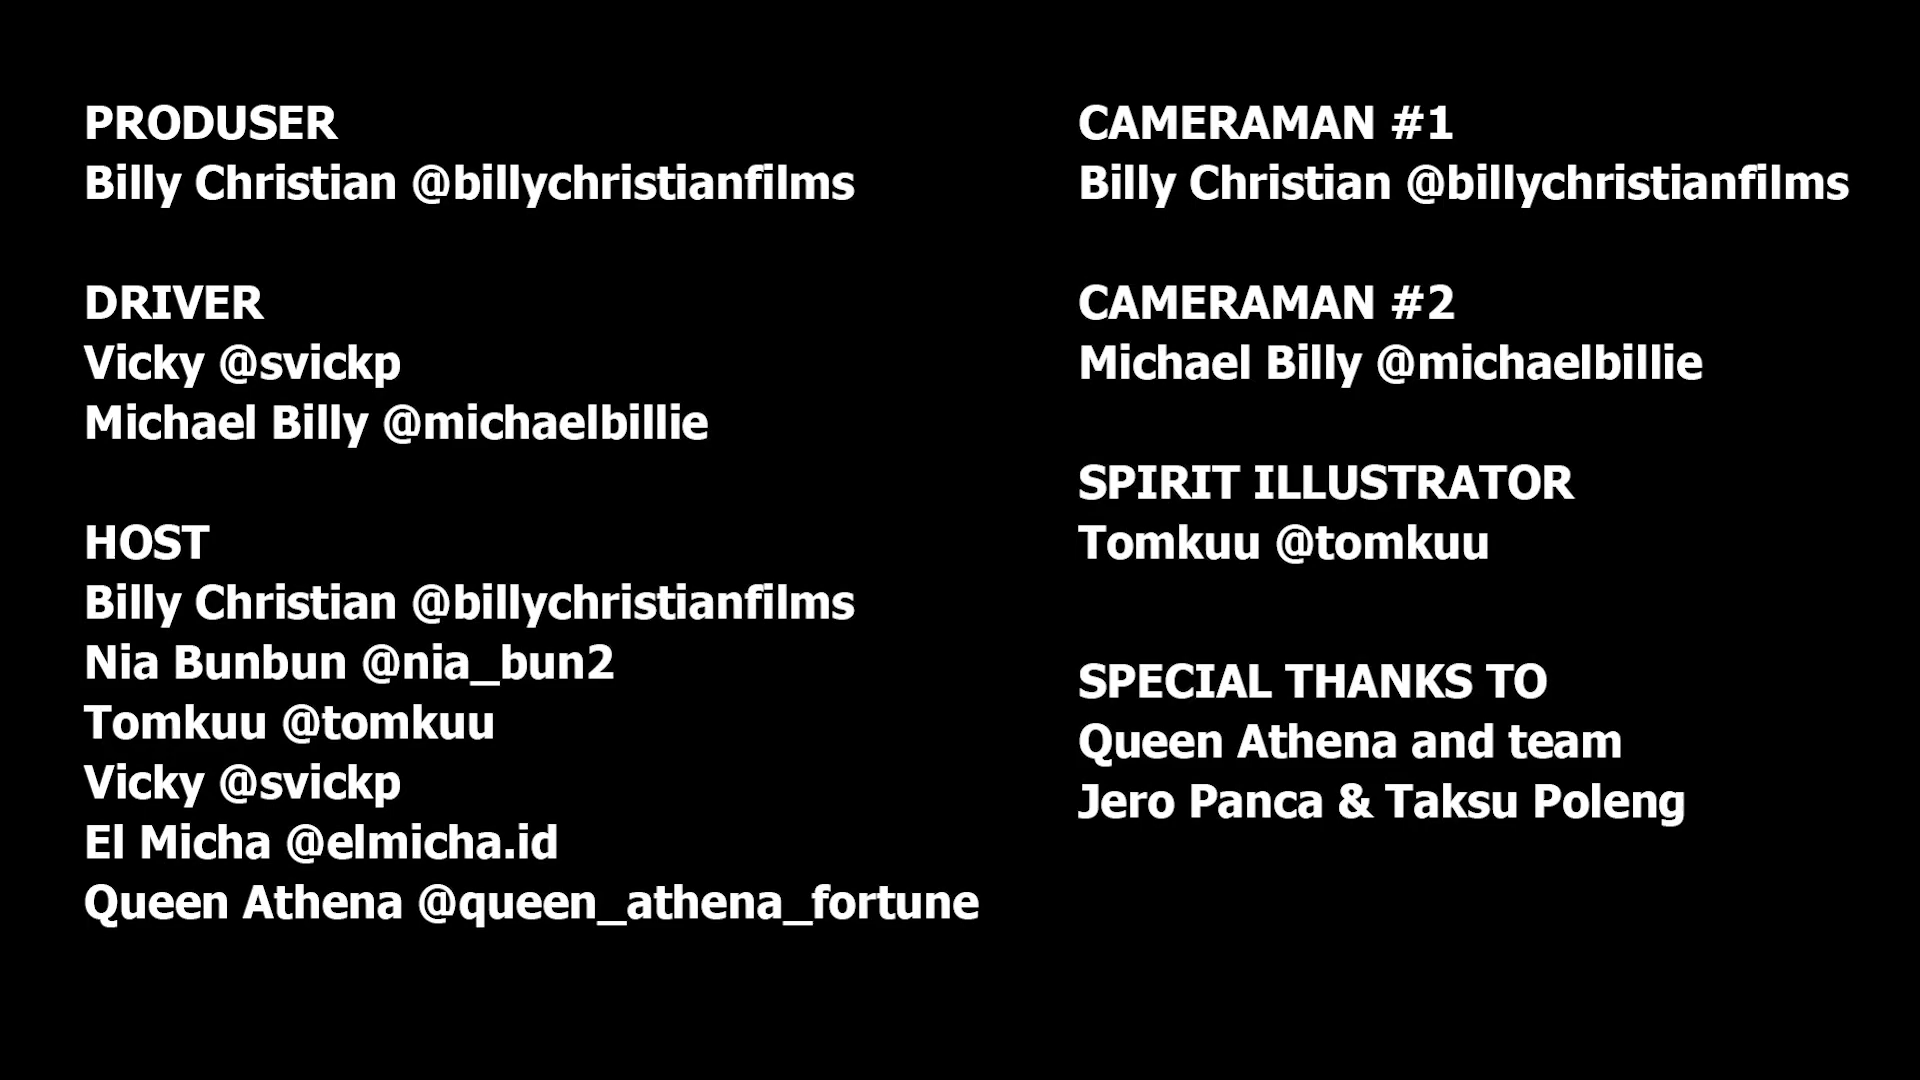 PRODUSER
Billy Christian @billychristianfilms
DRIVER
Vicky @svickp
Michael Billy @michaelbillie
HOST
Billy Christian @billychristianfilms
Nia Bunbun @nia_bun2
Tomkuu @tomkuu
Vicky @svickp
El Micha @elmicha.id
Queen Athena @queen_athena_fortune
CAMERAMAN #1
Billy Christian @billychristianfilms
CAMERAMAN #2
Michael Billy @michaelbillie
SPIRIT ILLUSTRATOR
Tomkuu @tomkuu
SPECIAL THANKS TO
Queen Athena and team
Jero Panca & Taksu Poleng